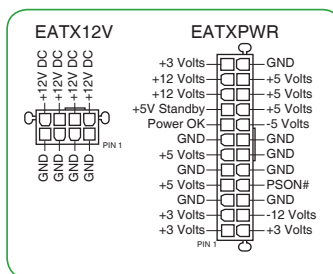 EATX12V
+12V DC
+12V DC
+12V DC
+12V DC
GND
GND
GND
GND
PIN 1
EATXPWR
+3 Volts GND
+12 Volts +5 Volts
+12 Volts +5 Volts
+5V Standby +5 Volts
Power OK -5 Volts
GND GND
+5 Volts GND
GND GND
+5 Volts PSON#
GND GND
+3 Volts -12 Volts
+3 Volts +3 Volts
PIN 1